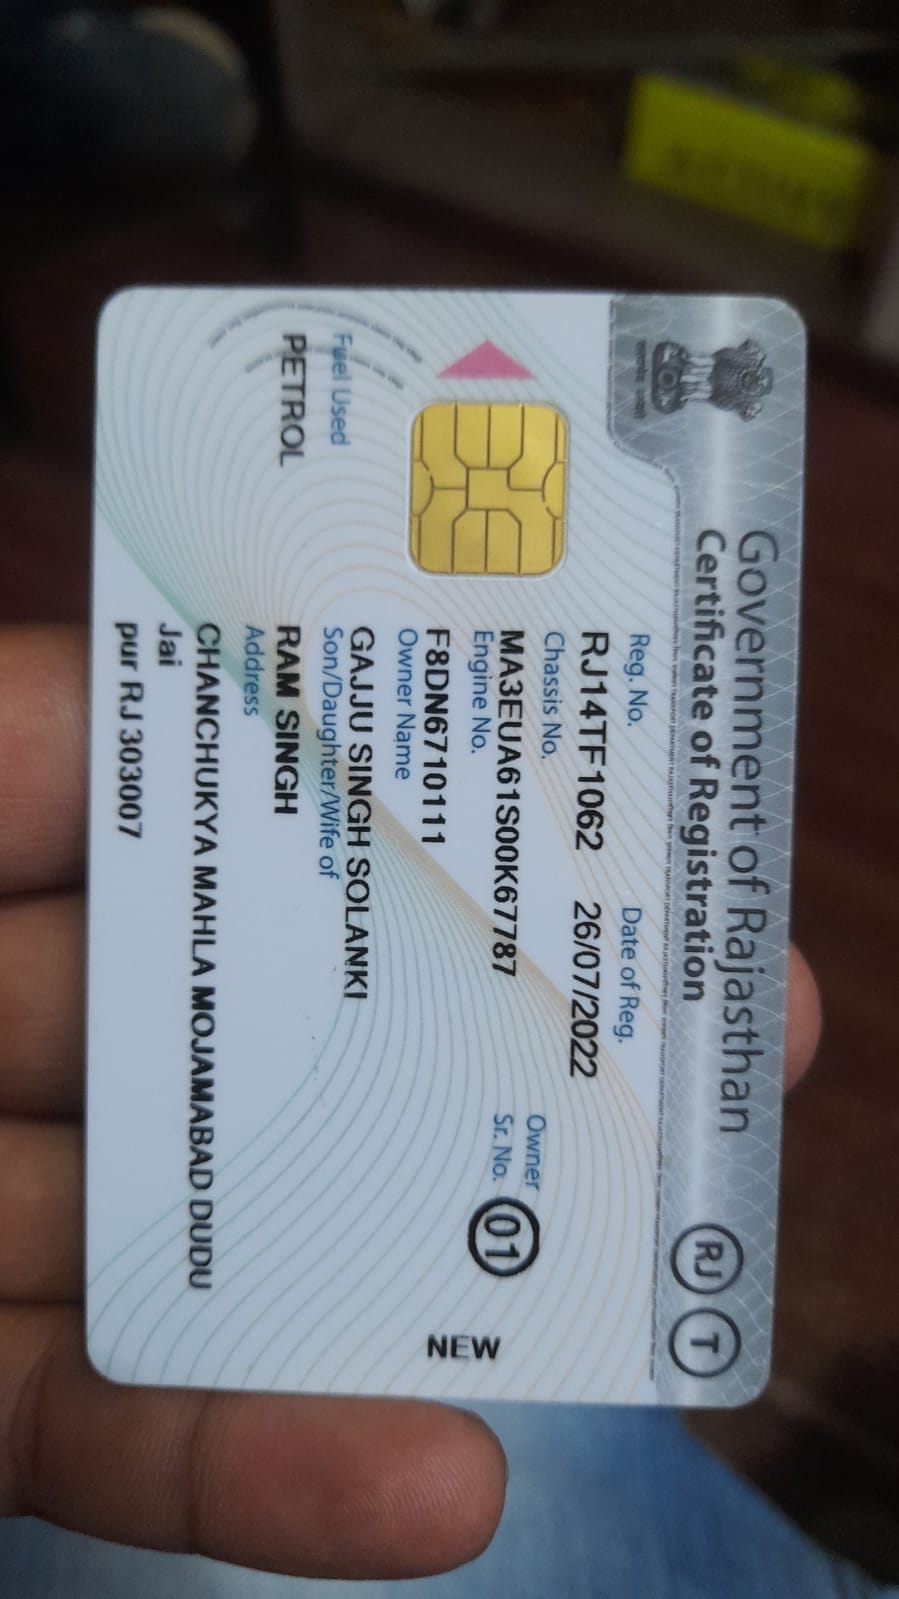 Government of Rajasthan
Certificate of Registration
RJ T
Reg. No. Date of Reg.
RJ14TF1062 26/07/2022
Chassis No.
MA3EUA61S00K67787
Owner
Sr. No. 01
Engine No.
F8DN6710111
NEW
Owner Name
GAJJU SINGH SOLANKI
Fuel Used
PETROL
Son/Daughter/Wife of
RAM SINGH
Address
CHANCHUKYA MAHLA MOJAMABAD DUDU
Jai
pur RJ 303007